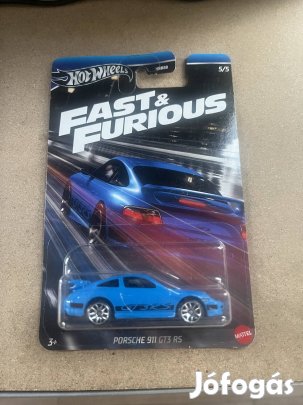 Hot Wheels
5/5
FAST &
FURIOUS
3+
PORSCHE 911 GT3 RS
MATTEL
Jófogás